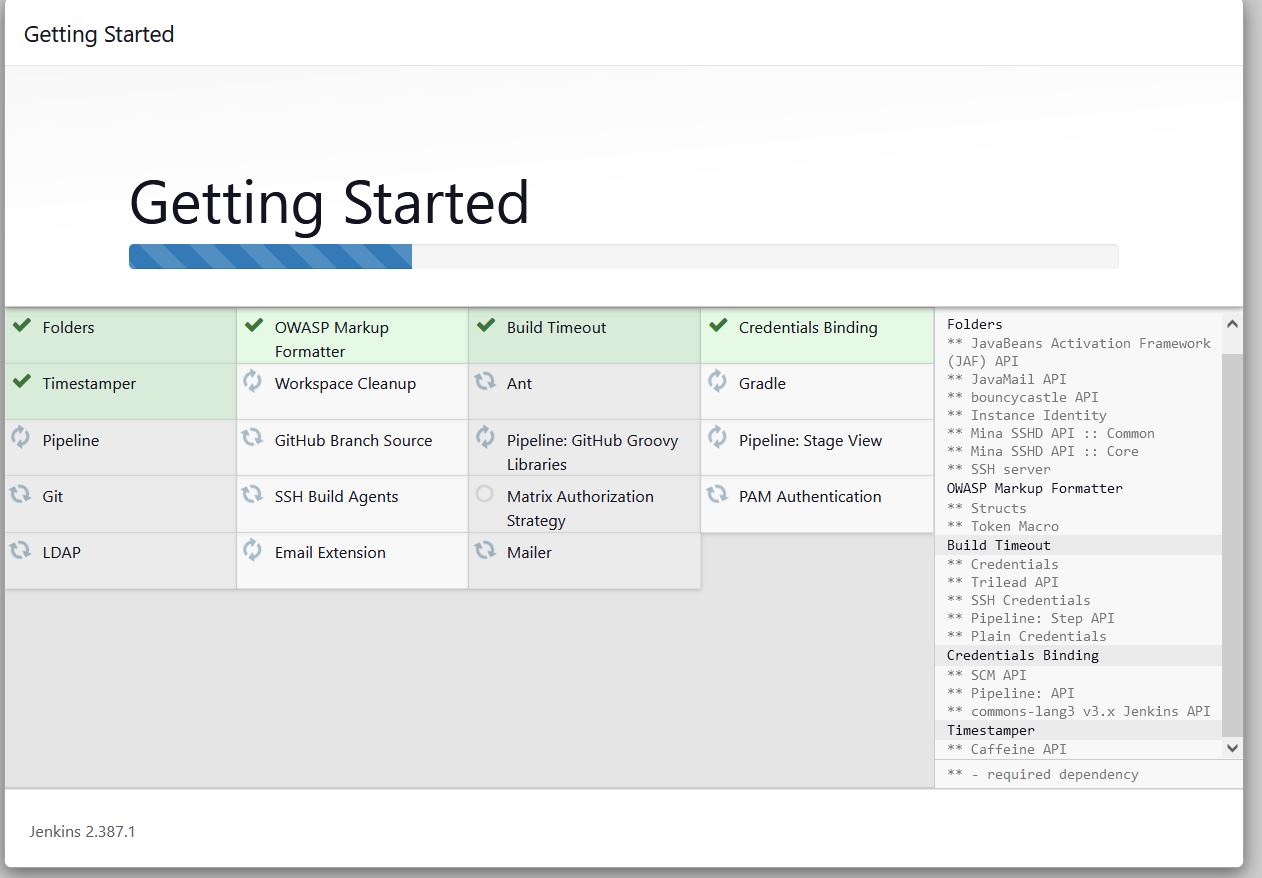 Getting Started
Getting Started
Folders
OWASP Markup
Formatter
Build Timeout
Credentials Binding
Timestamper
Workspace Cleanup
Ant
Gradle
Pipeline
GitHub Branch Source
Pipeline: GitHub Groovy
Libraries
Pipeline: Stage View
Git
SSH Build Agents
Matrix Authorization
Strategy
PAM Authentication
LDAP
Email Extension
Mailer
Folders
** JavaBeans Activation Framework
(JAF) API
** JavaMail API
** bouncycastle API
** Instance Identity
** Mina SSHD API :: Common
** Mina SSHD API :: Core
** SSH server
OWASP Markup Formatter
** Structs
** Token Macro
Build Timeout
** Credentials
** Trilead API
** SSH Credentials
** Pipeline: Step API
** Plain Credentials
Credentials Binding
** SCM API
** Pipeline: API
** commons-lang3 v3.x Jenkins API
Timestamper
** Caffeine API
** - required dependency
Jenkins 2.387.1